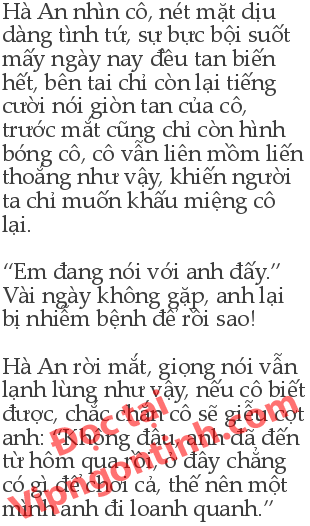 Hà An nhìn cô, nét mặt dịu
dàng tình tứ, sự bực bội suốt
mấy ngày nay đều tan biến
hết, bên tai chỉ còn lại tiếng
cười nói giòn tan của cô,
trước mắt cũng chỉ còn hình
bóng cô, cô vẫn liên mồm liến
thoắng như vậy, khiến người
ta chỉ muốn khấu miệng cô
lại.
“Em đang nói với anh đấy.”
Vài ngày không gặp, anh lại
bị nhiễm bệnh để rồi sao!
Hà An rời mắt, giọng nói vẫn
lạnh lùng như vậy, nếu cô biết
được, chắc chắn cô sẽ giễu cợt
anh: “Không đâu, anh đã đến
từ hôm qua rồi, ở đây chẳng
có gì để chơi cả, thế nên một
mình anh đi loanh quanh.”
Đọc tại
Vipngontinh.com